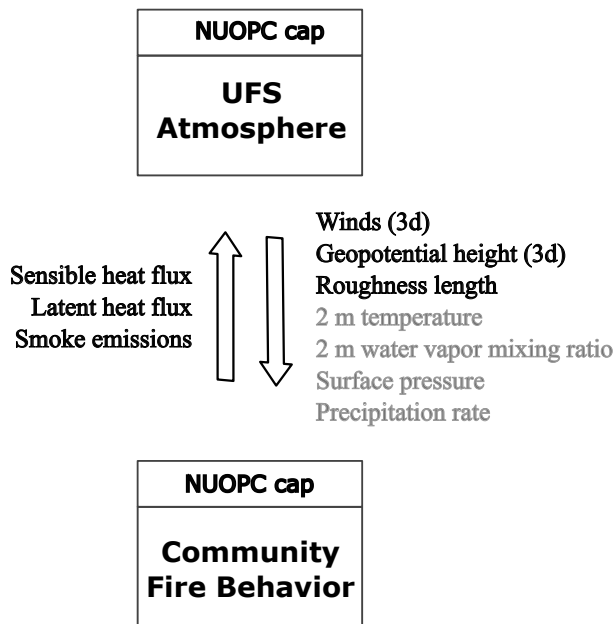 NUOPC cap
UFS
Atmosphere
Sensible heat flux
Latent heat flux
Smoke emissions
Winds (3d)
Geopotential height (3d)
Roughness length
2 m temperature
2 m water vapor mixing ratio
Surface pressure
Precipitation rate
NUOPC cap
Community
Fire Behavior